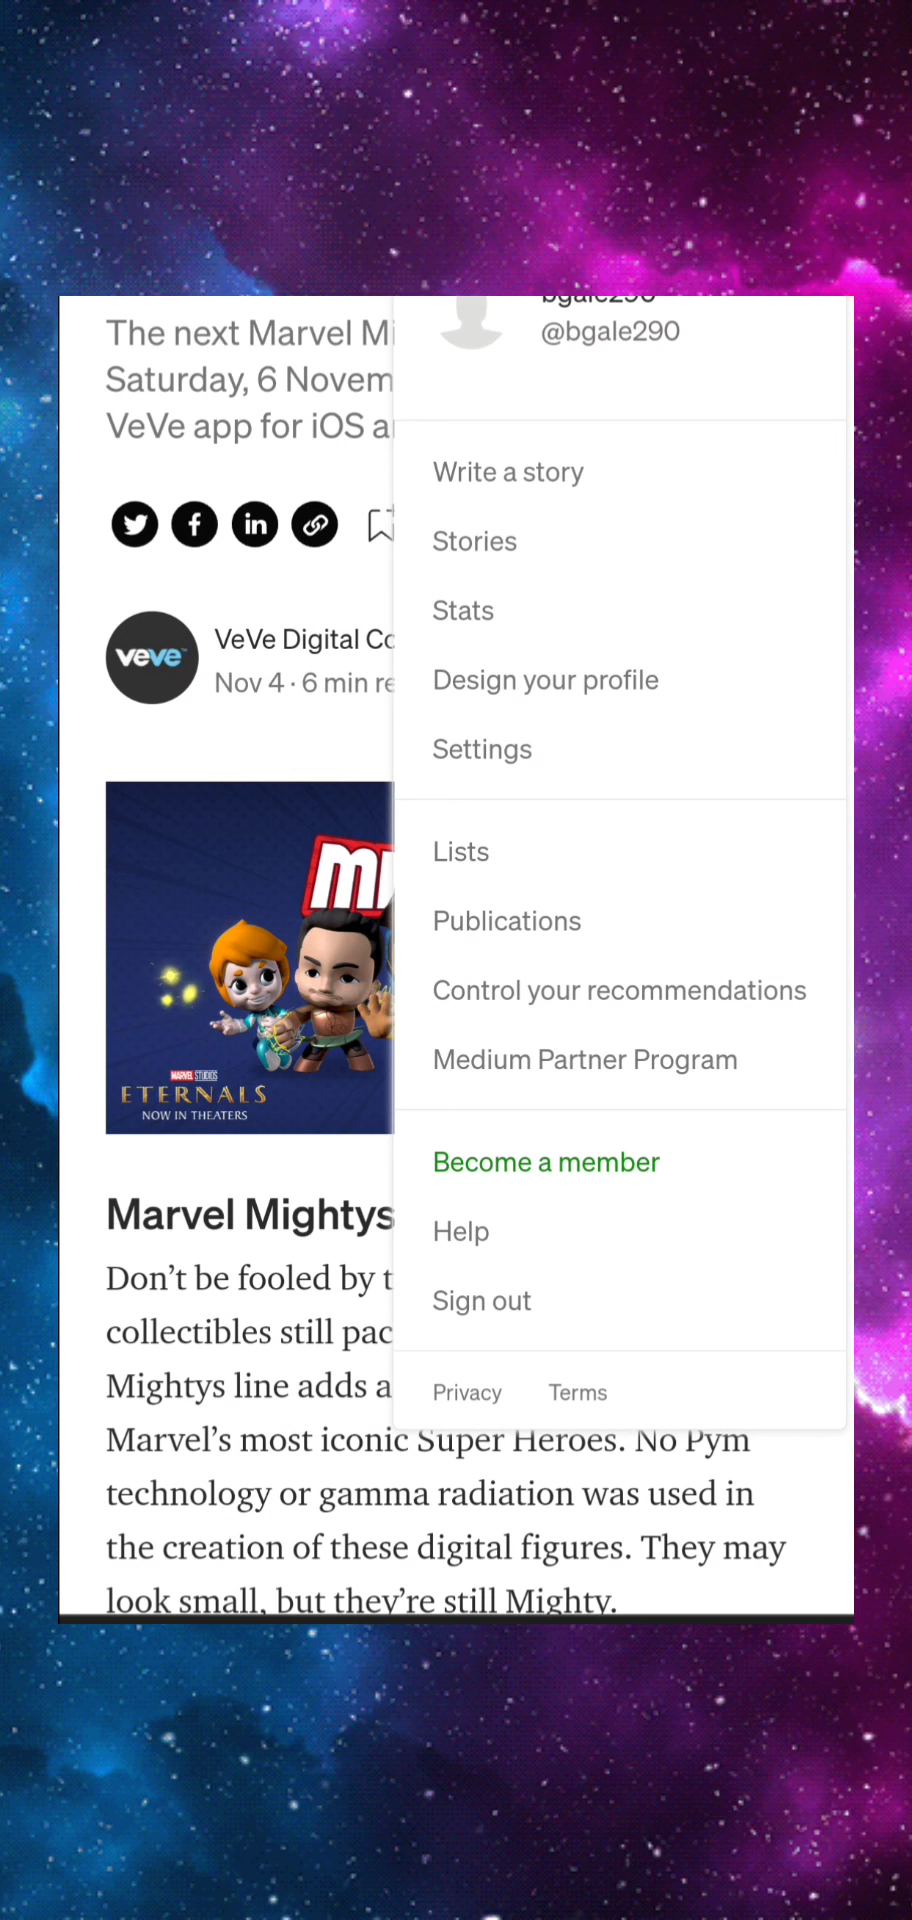 The next Marvel Mi
Saturday, 6 Novem
VeVe app for iOS a
VeVe Digital Co
Nov 4 · 6 min re
veve™
MARVEL STUDIOS
ETERNALS
NOW IN THEATERS
Marvel Mightys
Don’t be fooled by t
collectibles still pac
Mightys line adds a
Marvel’s most iconic Super Heroes. No Pym
technology or gamma radiation was used in
the creation of these digital figures. They may
look small, but they’re still Mighty.
bgale290
@bgale290
Write a story
Stories
Stats
Design your profile
Settings
Lists
Publications
Control your recommendations
Medium Partner Program
Become a member
Help
Sign out
Privacy Terms